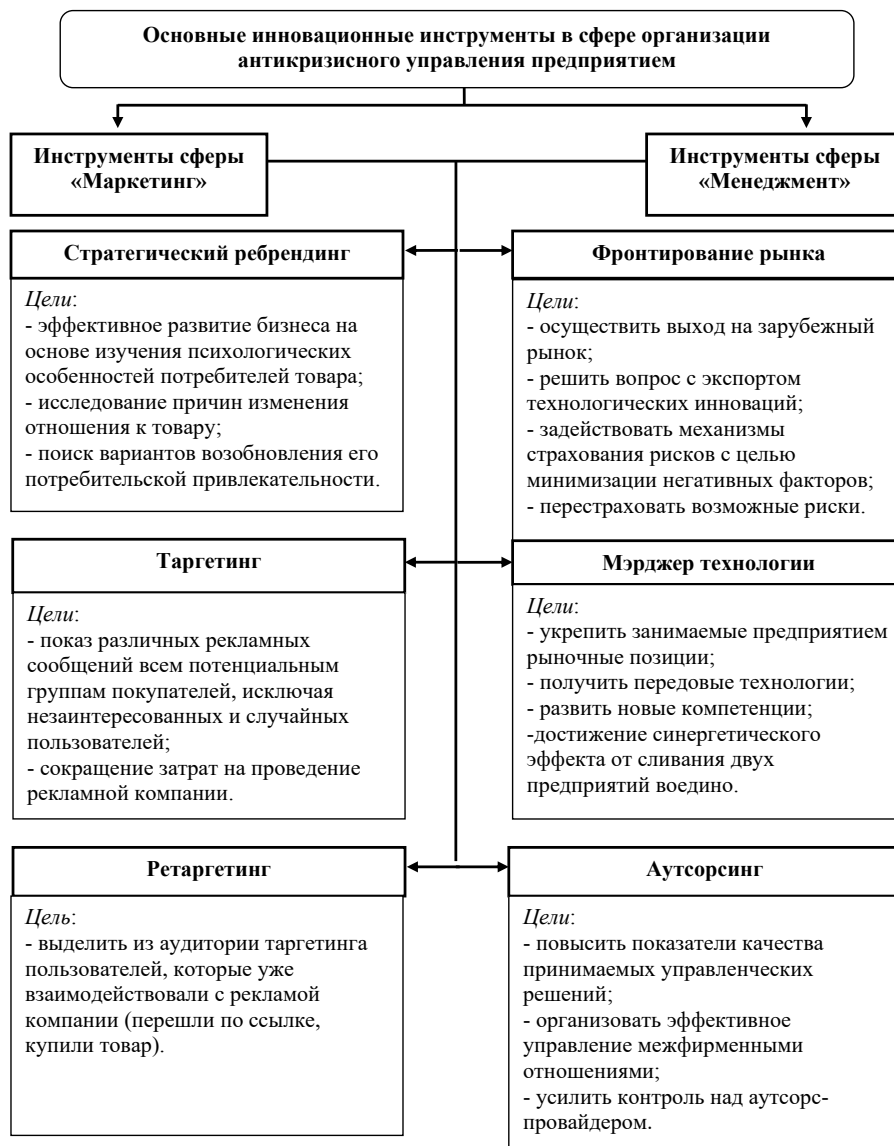 Основные инновационные инструменты в сфере организации
антикризисного управления предприятием
Инструменты сферы
«Маркетинг»
Инструменты сферы
«Менеджмент»
Стратегический ребрендинг
Цели:
- эффективное развитие бизнеса на
основе изучения психологических
особенностей потребителей товара;
- исследование причин изменения
отношения к товару;
- поиск вариантов возобновления его
потребительской привлекательности.
Фронтирование рынка
Цели:
- осуществить выход на зарубежный
рынок;
- решить вопрос с экспортом
технологических инноваций;
- задействовать механизмы
страхования рисков с целью
минимизации негативных факторов;
- перестраховать возможные риски.
Таргетинг
Цели:
- показ различных рекламных
сообщений всем потенциальным
группам покупателей, исключая
незаинтересованных и случайных
пользователей;
- сокращение затрат на проведение
рекламной компании.
Мэрджер технологии
Цели:
- укрепить занимаемые предприятием
рыночные позиции;
- получить передовые технологии;
- развить новые компетенции;
-достижение синергетического
эффекта от сливания двух
предприятий воедино.
Ретаргетинг
Цель:
- выделить из аудитории таргетинга
пользователей, которые уже
взаимодействовали с рекламой
компании (перешли по ссылке,
купили товар).
Аутсорсинг
Цели:
- повысить показатели качества
принимаемых управленческих
решений;
- организовать эффективное
управление межфирменными
отношениями;
- усилить контроль над аутсорс-
провайдером.